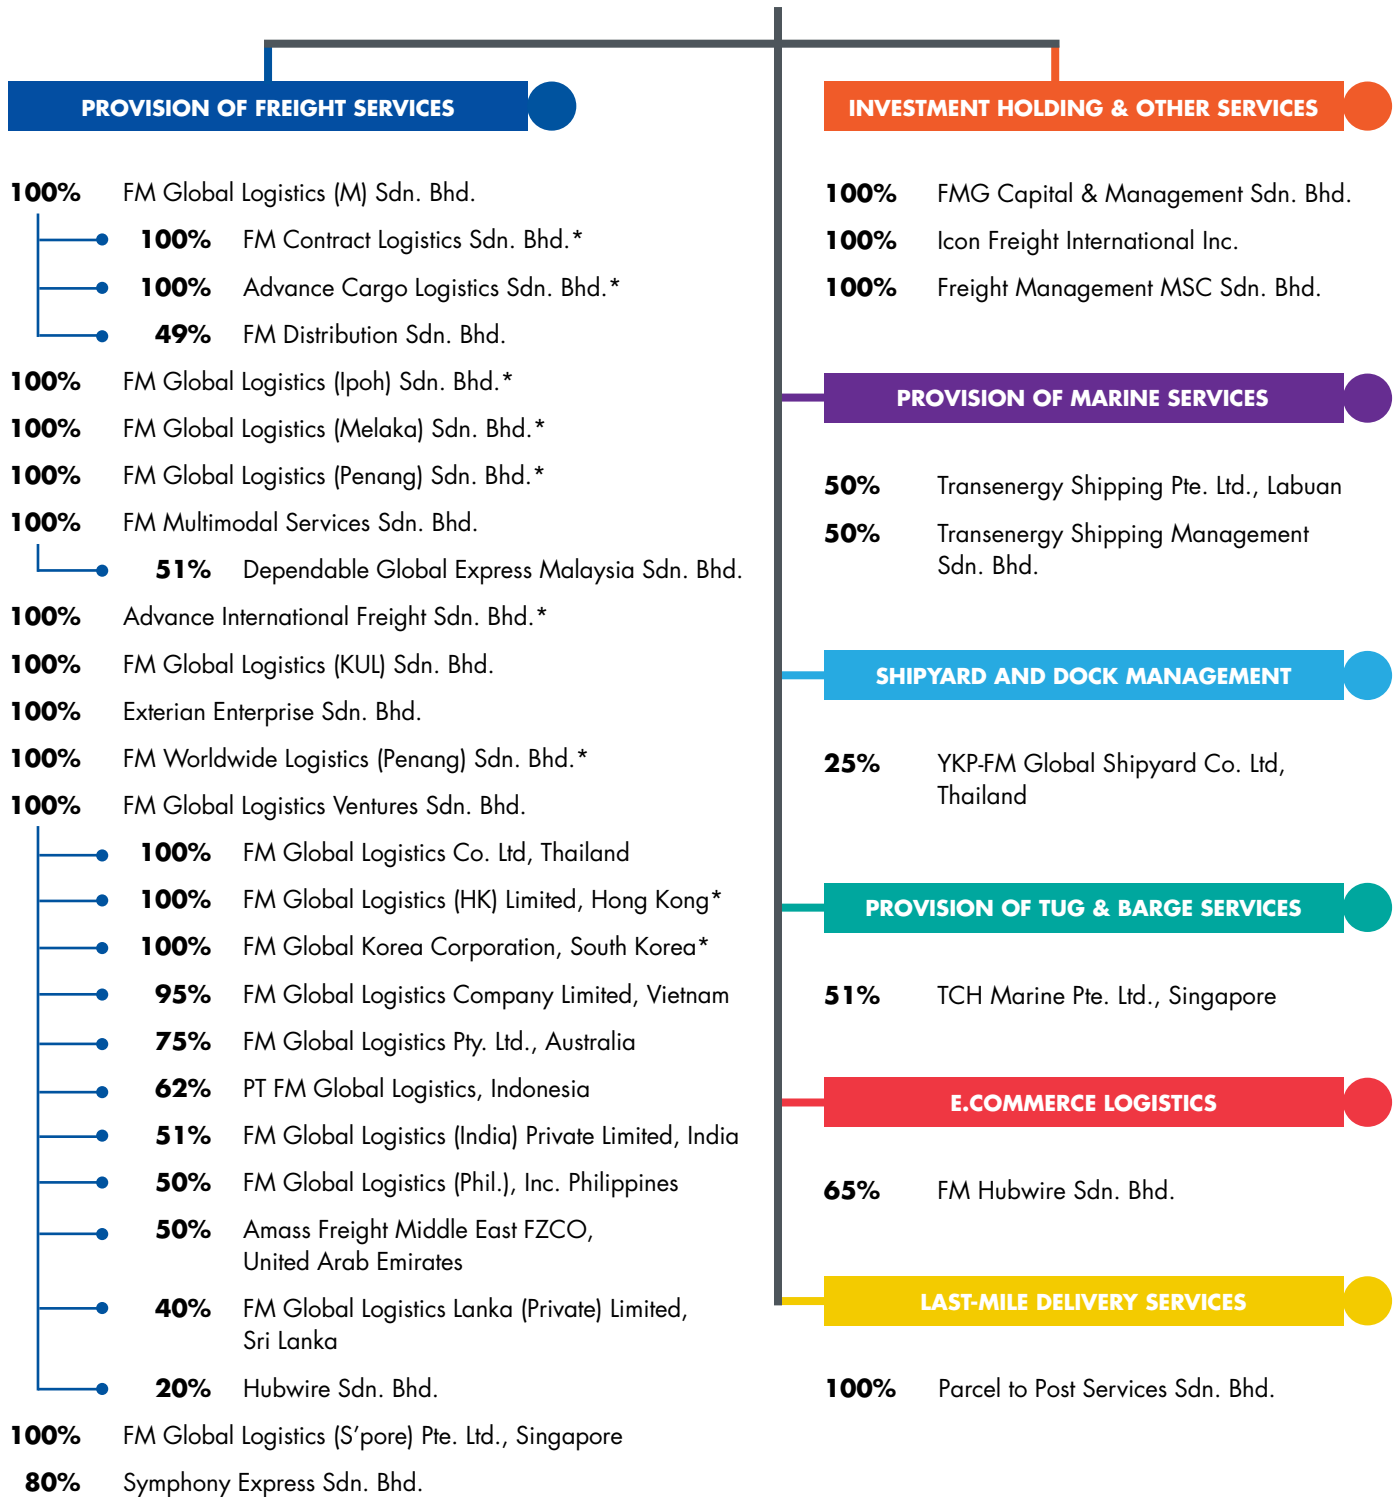 PROVISION OF FREIGHT SERVICES
100% FM Global Logistics (M) Sdn. Bhd.
100% FM Contract Logistics Sdn. Bhd.*
100% Advance Cargo Logistics Sdn. Bhd.*
49% FM Distribution Sdn. Bhd.
100% FM Global Logistics (Ipoh) Sdn. Bhd.*
100% FM Global Logistics (Melaka) Sdn. Bhd.*
100% FM Global Logistics (Penang) Sdn. Bhd.*
100% FM Multimodal Services Sdn. Bhd.
51% Dependable Global Express Malaysia Sdn. Bhd.
100% Advance International Freight Sdn. Bhd.*
100% FM Global Logistics (KUL) Sdn. Bhd.
100% Exterian Enterprise Sdn. Bhd.
100% FM Worldwide Logistics (Penang) Sdn. Bhd.*
100% FM Global Logistics Ventures Sdn. Bhd.
100% FM Global Logistics Co. Ltd, Thailand
100% FM Global Logistics (HK) Limited, Hong Kong*
100% FM Global Korea Corporation, South Korea*
95% FM Global Logistics Company Limited, Vietnam
75% FM Global Logistics Pty. Ltd., Australia
62% PT FM Global Logistics, Indonesia
51% FM Global Logistics (India) Private Limited, India
50% FM Global Logistics (Phil.), Inc. Philippines
50% Amass Freight Middle East FZCO,
United Arab Emirates
40% FM Global Logistics Lanka (Private) Limited,
Sri Lanka
20% Hubwire Sdn. Bhd.
100% FM Global Logistics (S’pore) Pte. Ltd., Singapore
80% Symphony Express Sdn. Bhd.
INVESTMENT HOLDING & OTHER SERVICES
100% FMG Capital & Management Sdn. Bhd.
100% Icon Freight International Inc.
100% Freight Management MSC Sdn. Bhd.
PROVISION OF MARINE SERVICES
50% Transenergy Shipping Pte. Ltd., Labuan
50% Transenergy Shipping Management
Sdn. Bhd.
SHIPYARD AND DOCK MANAGEMENT
25% YKP-FM Global Shipyard Co. Ltd,
Thailand
PROVISION OF TUG & BARGE SERVICES
51% TCH Marine Pte. Ltd., Singapore
E.COMMERCE LOGISTICS
65% FM Hubwire Sdn. Bhd.
LAST-MILE DELIVERY SERVICES
100% Parcel to Post Services Sdn. Bhd.